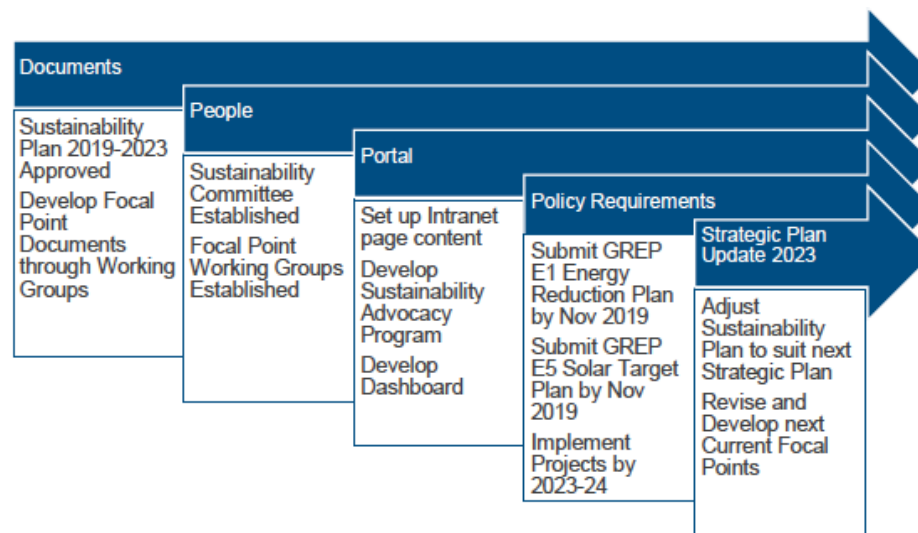 Documents
Sustainability
Plan 2019-2023
Approved
Develop Focal
Point
Documents
through Working
Groups
People
Sustainability
Committee
Established
Focal Point
Working Groups
Established
Portal
Set up Intranet
page content
Develop
Sustainability
Advocacy
Program
Develop
Dashboard
Policy Requirements
Submit GREP
E1 Energy
Reduction Plan
by Nov 2019
Submit GREP
E5 Solar Target
Plan by Nov
2019
Implement
Projects by
2023-24
Strategic Plan
Update 2023
Adjust
Sustainability
Plan to suit next
Strategic Plan
Revise and
Develop next
Current Focal
Points